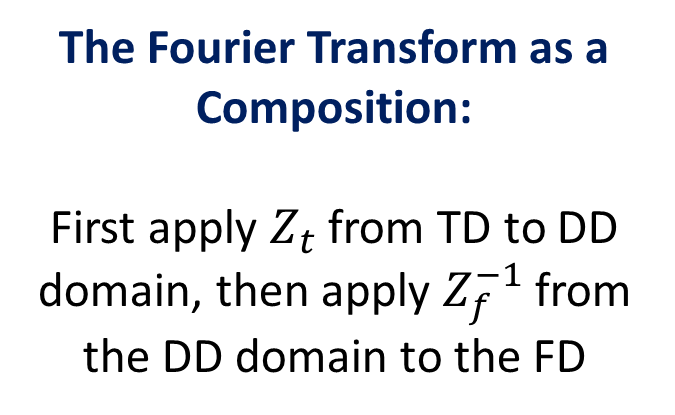 The Fourier Transform as a
Composition:
First apply Z_t from TD to DD
domain, then apply Z_f^{-1} from
the DD domain to the FD